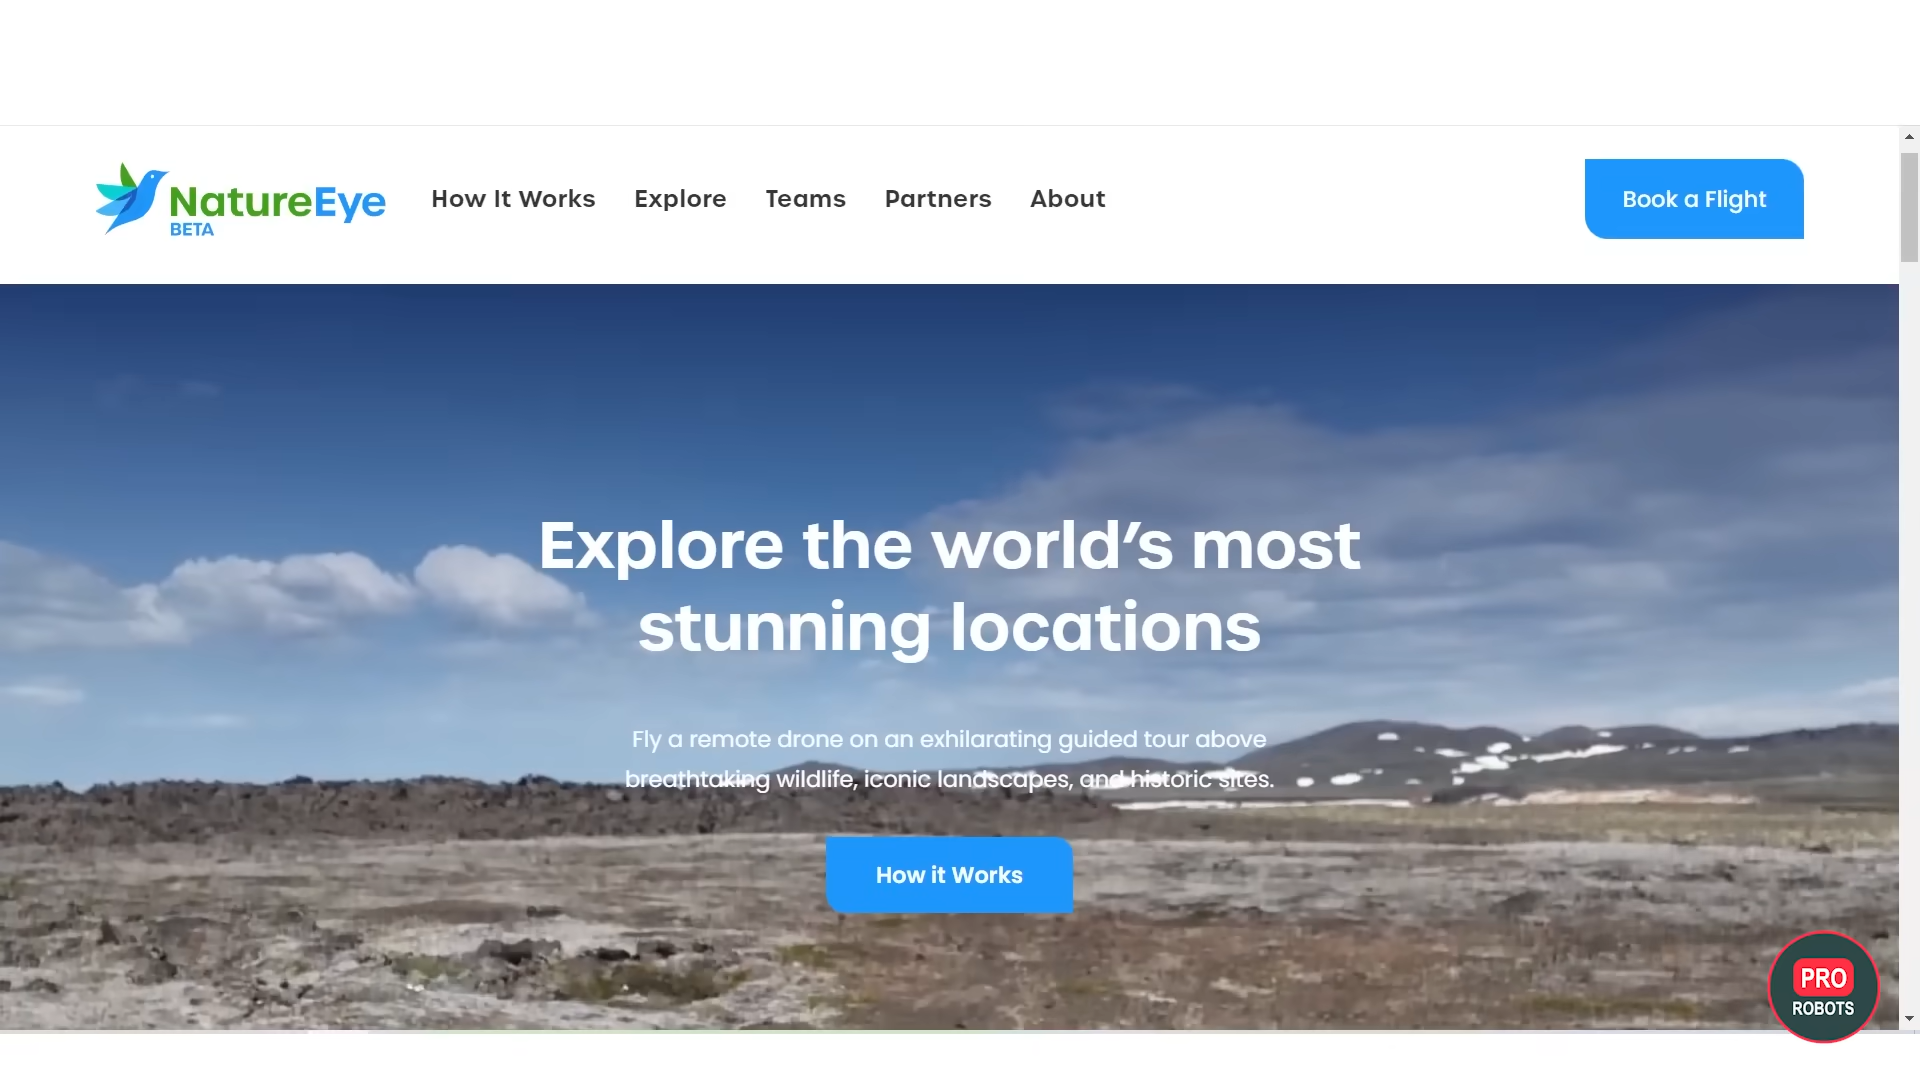 NatureEye
BETA
How It Works
Explore
Teams
Partners
About
Book a Flight
Explore the world’s most
stunning locations
Fly a remote drone on an exhilarating guided tour above
breathtaking wildlife, iconic landscapes, and historic sites.
How it Works
PRO
ROBOTS